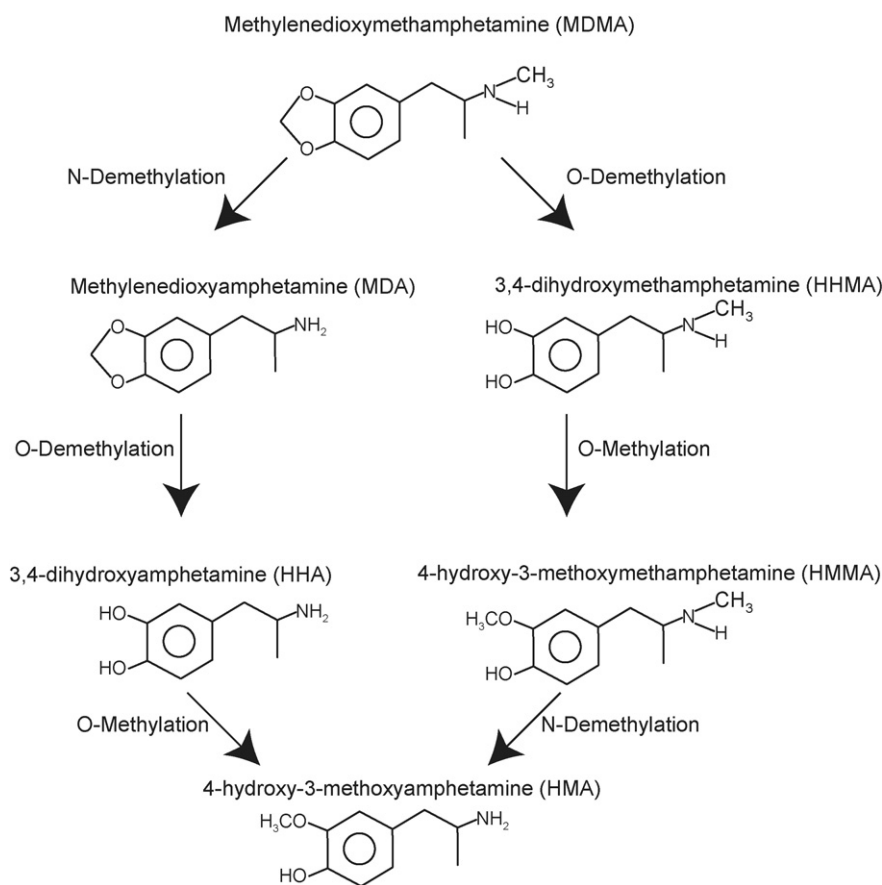 Methylenedioxymethamphetamine (MDMA)
O
O
N
CH3
H
N-Demethylation
O-Demethylation
Methylenedioxyamphetamine (MDA)
3,4-dihydroxymethamphetamine (HHMA)
O
O
NH2
HO
HO
N
CH3
H
O-Demethylation
O-Methylation
3,4-dihydroxyamphetamine (HHA)
4-hydroxy-3-methoxymethamphetamine (HMMA)
HO
HO
NH2
H3CO
HO
N
CH3
H
O-Methylation
N-Demethylation
4-hydroxy-3-methoxyamphetamine (HMA)
H3CO
HO
NH2